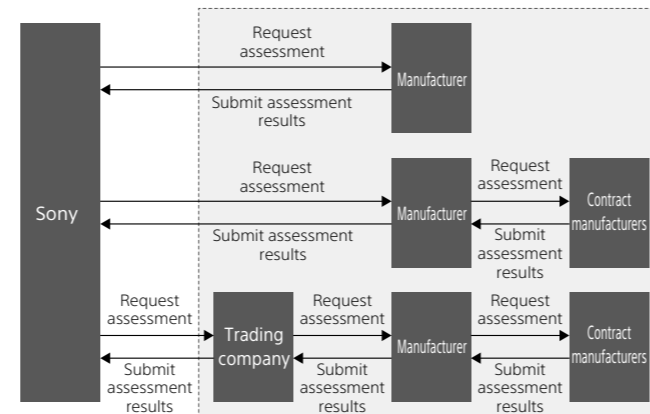 Request
assessment
Manufacturer
Submit assessment
results
Sony
Request
assessment
Manufacturer
Submit assessment
results
Request
assessment
Contract
manufacturers
Submit
assessment
results
Request
assessment
Trading
company
Submit
assessment
results
Request
assessment
Manufacturer
Submit
assessment
results
Request
assessment
Contract
manufacturers
Submit
assessment
results